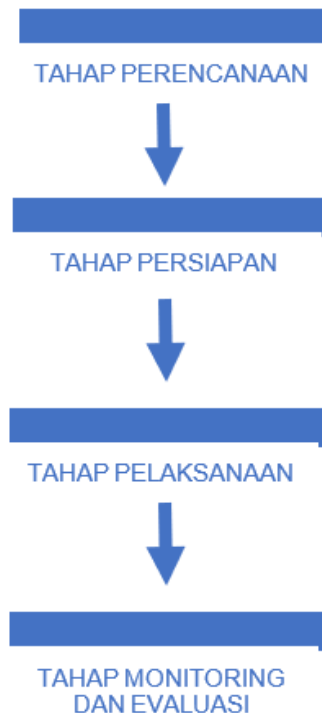 TAHAP PERENCANAAN
TAHAP PERSIAPAN
TAHAP PELAKSANAAN
TAHAP MONITORING
DAN EVALUASI